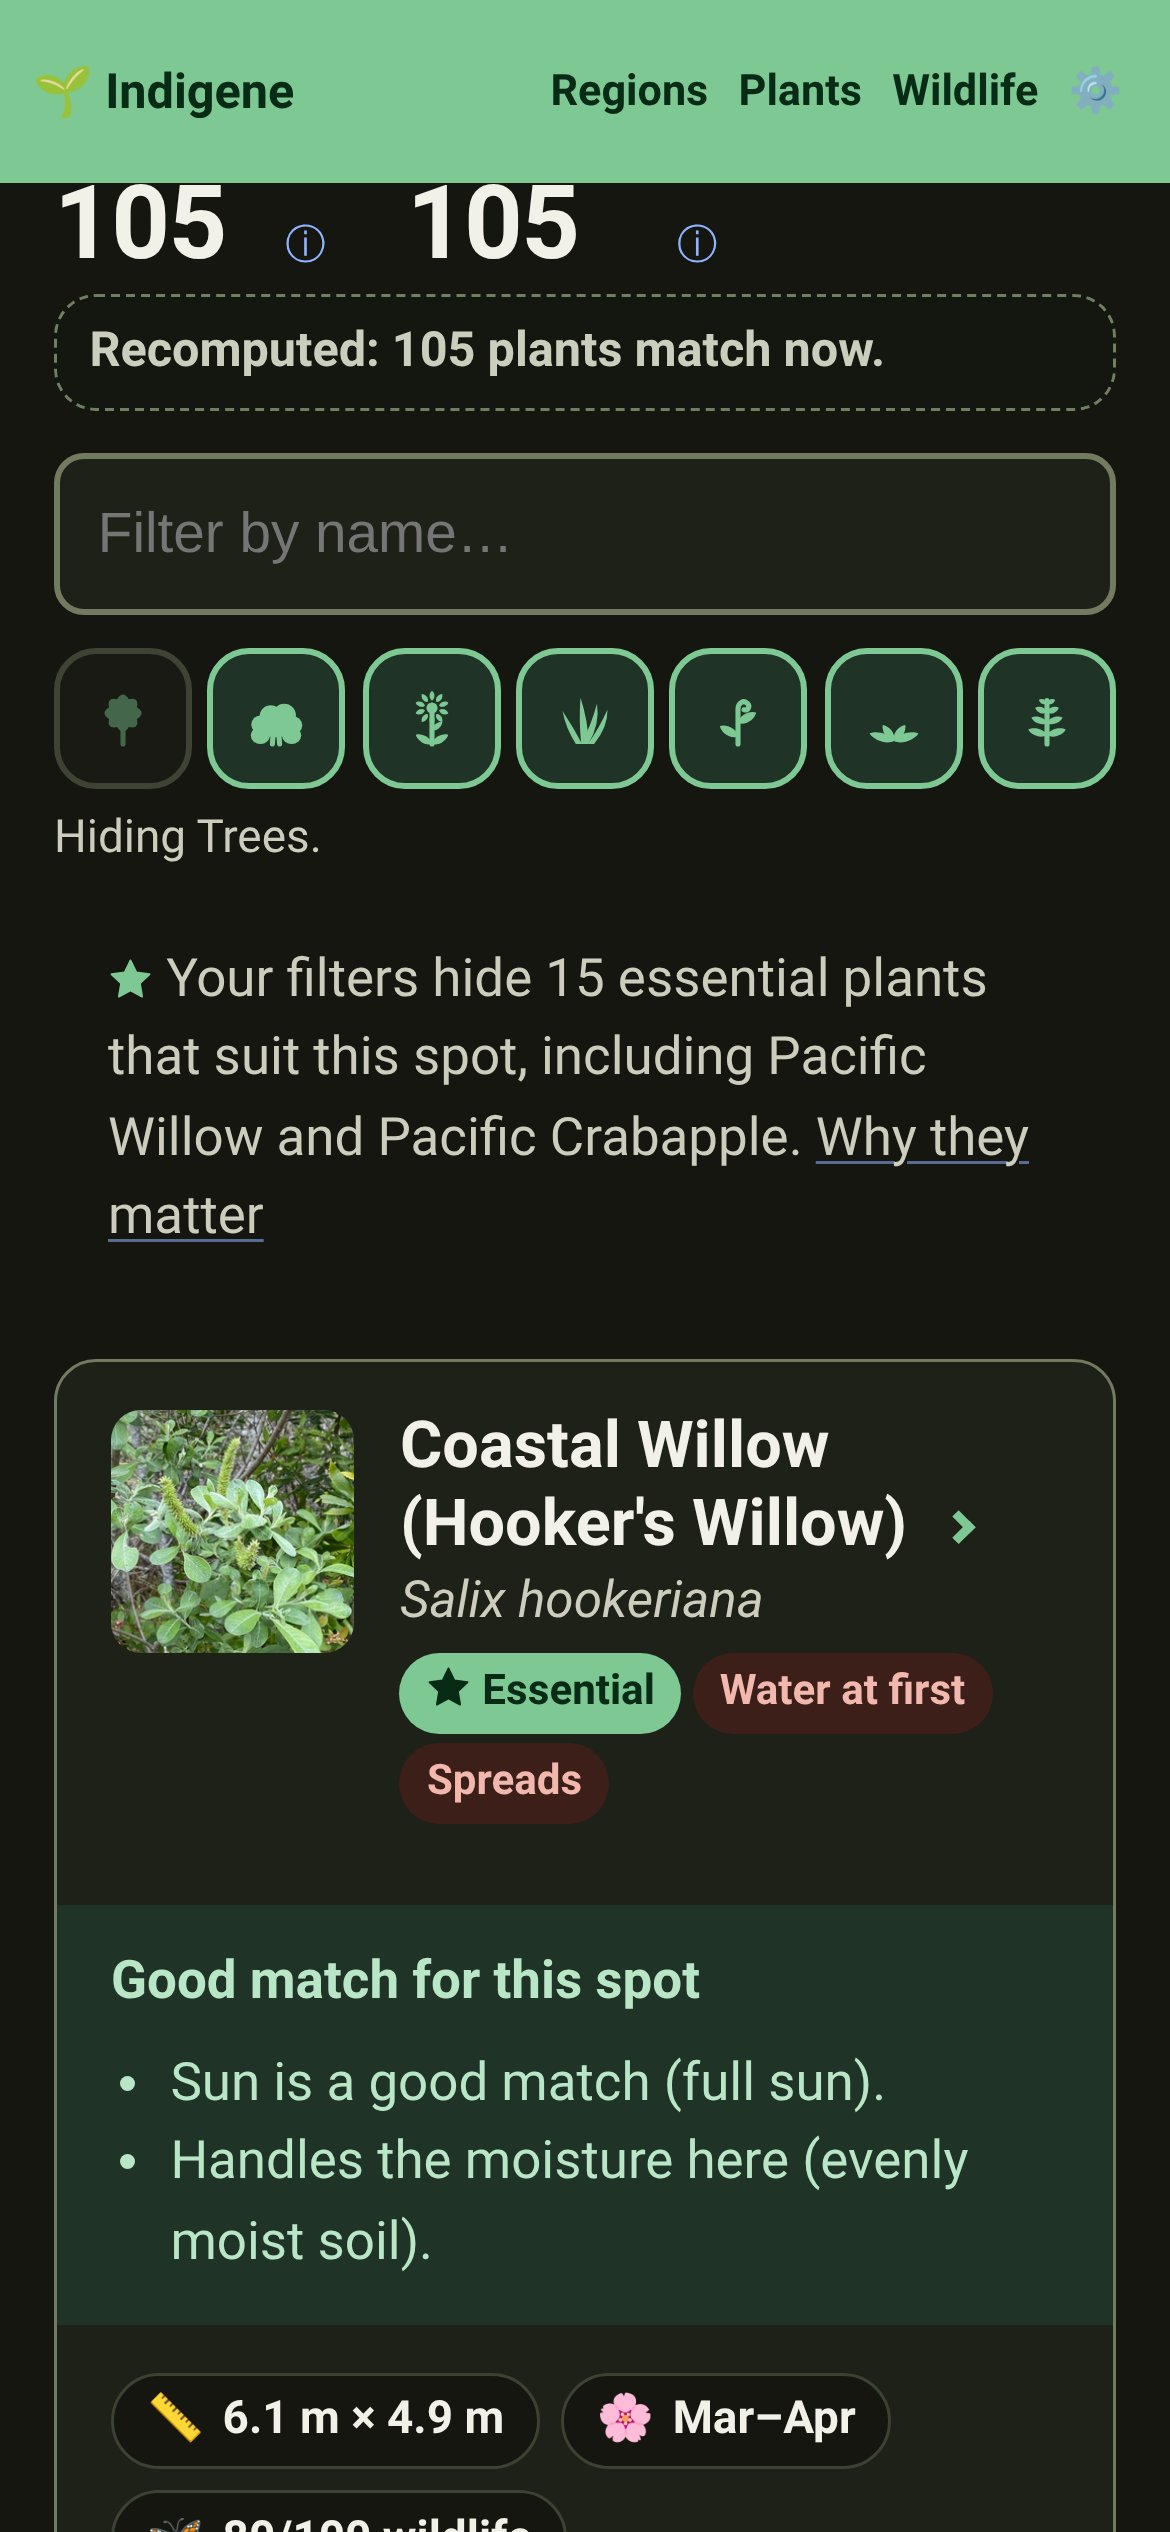 Indigene
Regions Plants Wildlife
105 105
Recomputed: 105 plants match now.
Filter by name…
Hiding Trees.
Your filters hide 15 essential plants
that suit this spot, including Pacific
Willow and Pacific Crabapple. Why they
matter
Coastal Willow
(Hooker's Willow)
Salix hookeriana
Essential
Water at first
Spreads
Good match for this spot
• Sun is a good match (full sun).
• Handles the moisture here (evenly
moist soil).
6.1 m × 4.9 m
Mar–Apr